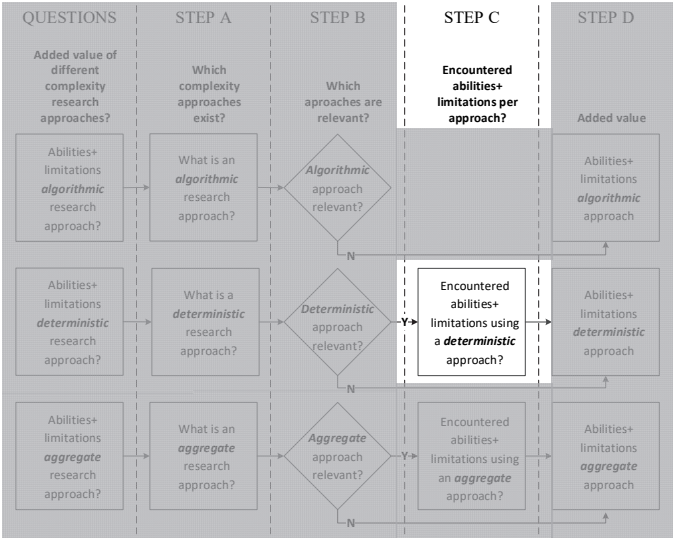 QUESTIONS
STEP A
STEP B
STEP C
STEP D
Added value of
different
complexity
research
approaches?
Which
complexity
approaches
exist?
Which
aproaches are
relevant?
Encountered
abilities+
limitations per
approach?
Added value
Abilities+
limitations
algorithmic
research
approach?
What is an
algorithmic
research
approach?
Algorithmic
approach
relevant?
N
Abilities+
limitations
algorithmic
approach
Abilities+
limitations
deterministic
research
approach?
What is a
deterministic
research
approach?
Deterministic
approach
relevant?
Y
N
Encountered
abilities+
limitations using
a deterministic
approach?
Abilities+
limitations
deterministic
approach
Abilities+
limitations
aggregate
research
approach?
What is an
aggregate
research
approach?
Aggregate
approach
relevant?
Y
N
Encountered
abilities+
limitations using
an aggregate
approach?
Abilities+
limitations
aggregate
approach